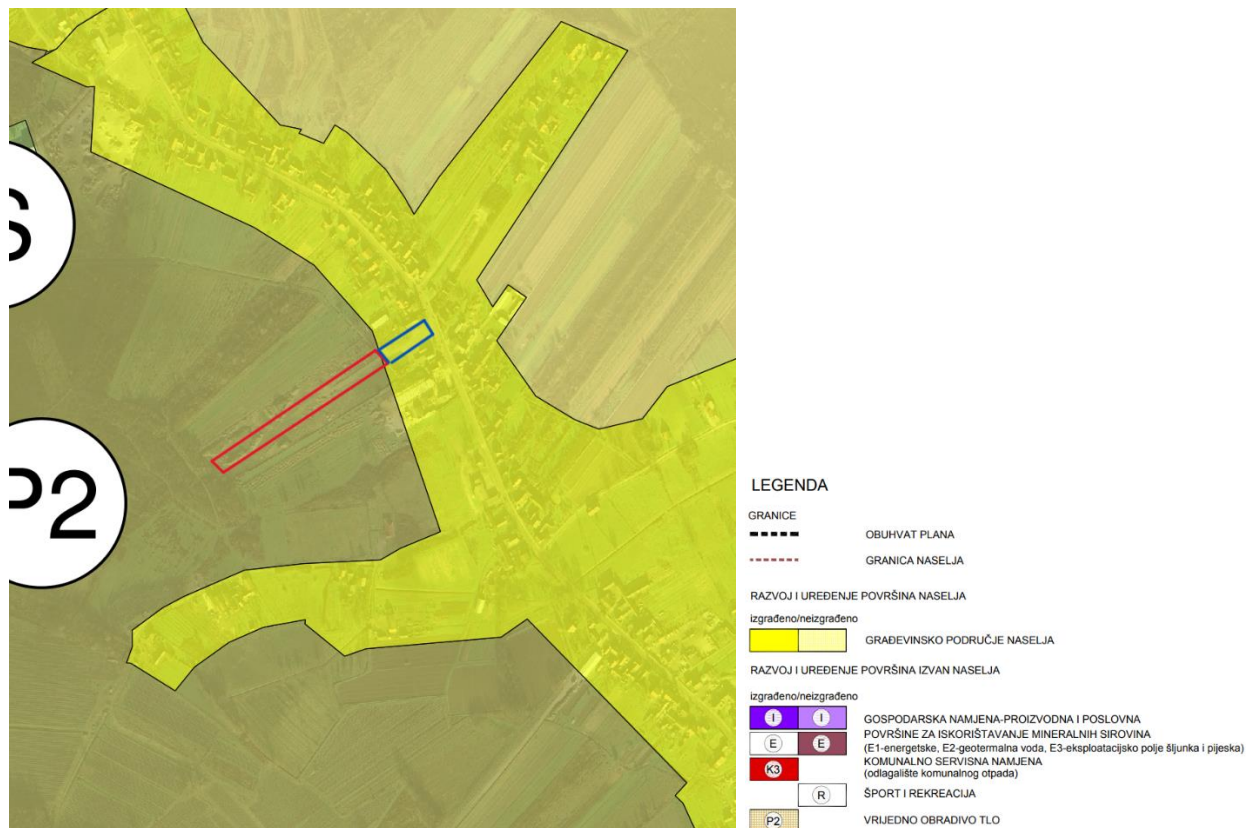 S
P2
LEGENDA
GRANICE
OBUHVAT PLANA
GRANICA NASELJA
RAZVOJ I UREĐENJE POVRŠINA NASELJA
izgrađeno/neizgrađeno
GRAĐEVINSKO PODRUČJE NASELJA
RAZVOJ I UREĐENJE POVRŠINA IZVAN NASELJA
izgrađeno/neizgrađeno
I I GOSPODARSKA NAMJENA-PROIZVODNA I POSLOVNA
E E POVRŠINE ZA ISKORIŠTAVANJE MINERALNIH SIROVINA
(E1-energetske, E2-geotermalna voda, E3-eksploatacijsko polje šljunka i pijeska)
K3 KOMUNALNO SERVISNA NAMJENA
(odlagalište komunalnog otpada)
R ŠPORT I REKREACIJA
P2 VRIJEDNO OBRADIVO TLO